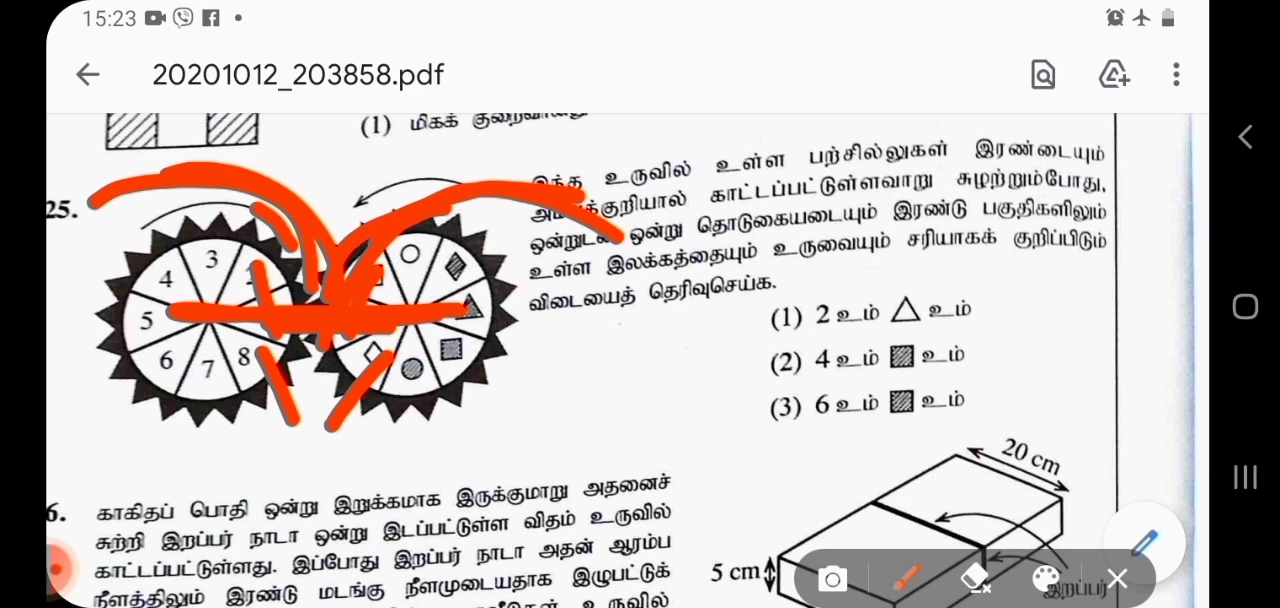 15:23
20201012_203858.pdf
(1) மிகக்
25.
இந்த உருவில் உள்ள பற்சில்லுகள் இரண்டையும்
காட்டப்பட்டுள்ளவாறு சுழற்றும்போது,
ஒன்றுடன் ஒன்று தொடுகையடையும் இரண்டு பகுதிகளிலும்
உள்ள இலக்கத்தையும் உருவையும் சரியாகக் குறிப்பிடும்
விடையைத் தெரிவுசெய்க.
3
4
5
6
7
8
(1) 2 உம் △ உம்
(2) 4 உம் உம்
(3) 6 உம் உம்
20 cm
6. காகிதப் பொதி ஒன்று இறுக்கமாக இருக்குமாறு அதனைச்
சுற்றி இறப்பர் நாடா ஒன்று இடப்பட்டுள்ள விதம் உருவில்
காட்டப்பட்டுள்ளது. இப்போது இறப்பர் நாடா அதன் ஆரம்ப
நீளத்திலும் இரண்டு மடங்கு நீளமுடையதாக இழுபட்டுக்
உருவில்
5 cm
இறப்பர்